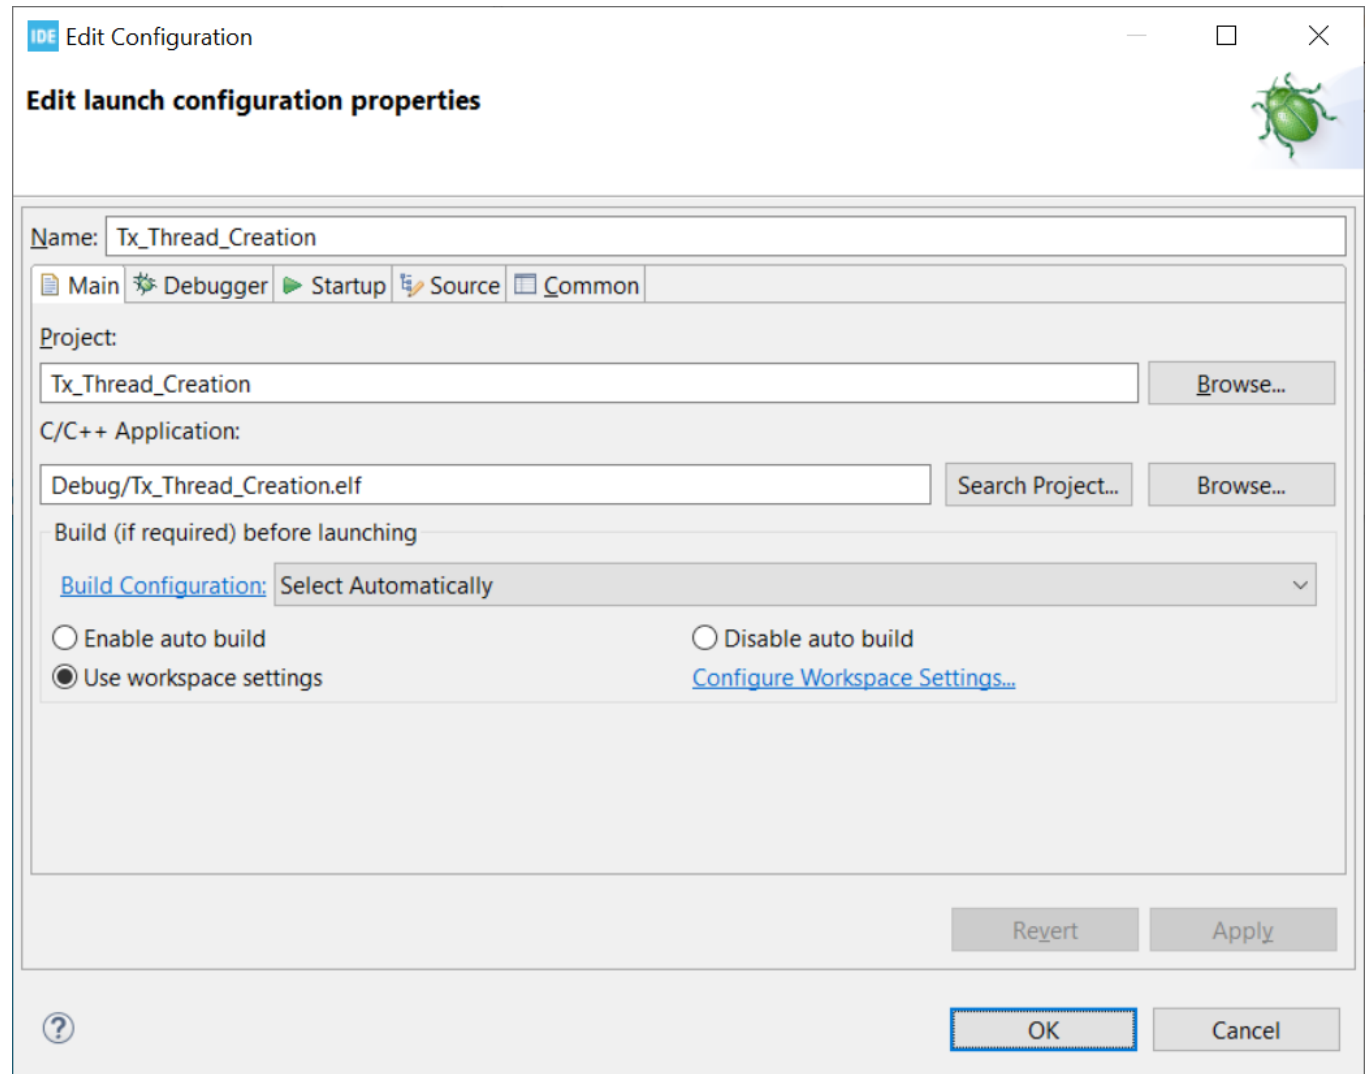 IDE Edit Configuration
Edit launch configuration properties
Name: Tx_Thread_Creation
Main Debugger Startup Source Common
Project:
Tx_Thread_Creation Browse...
C/C++ Application:
Debug/Tx_Thread_Creation.elf Search Project... Browse...
Build (if required) before launching
Build Configuration: Select Automatically
Enable auto build Disable auto build
Use workspace settings Configure Workspace Settings...
Revert Apply
? OK Cancel